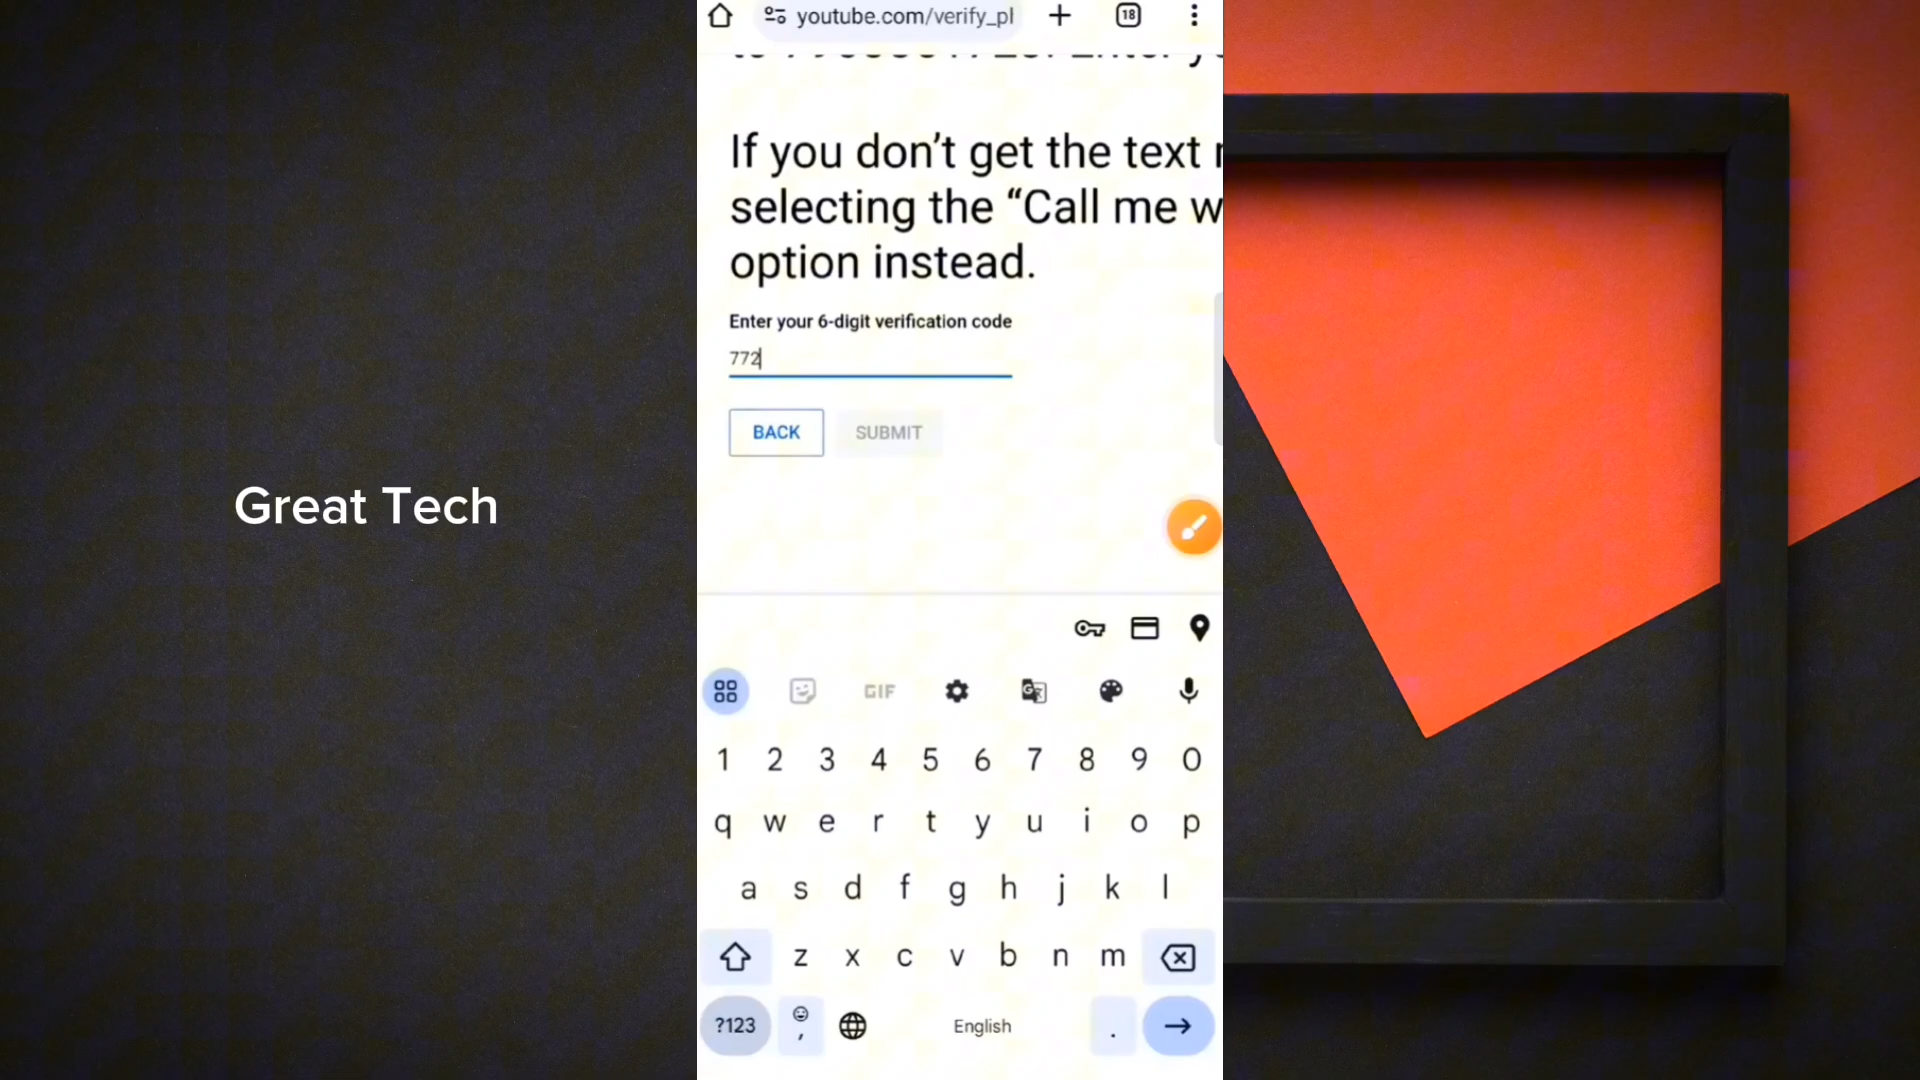 youtube.com/verify_pl
18
If you don’t get the text
selecting the “Call me w
option instead.
Enter your 6-digit verification code
772
BACK SUBMIT
Great Tech
GIF
1 2 3 4 5 6 7 8 9 0
q w e r t y u i o p
a s d f g h j k l
z x c v b n m
?123 , English .